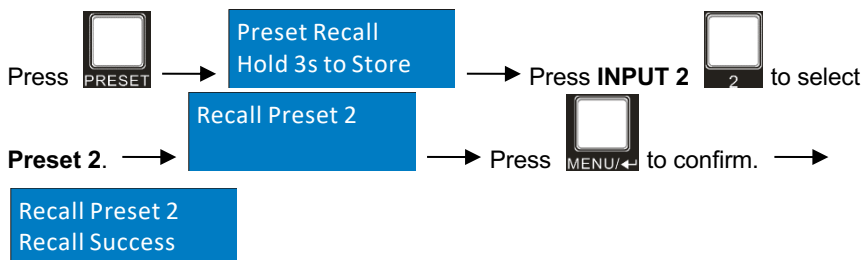 Preset Recall
Hold 3s to Store
Press PRESET Press INPUT 2 2 to select
Recall Preset 2
Preset 2. Press MENU/↵ to confirm.
Recall Preset 2
Recall Success